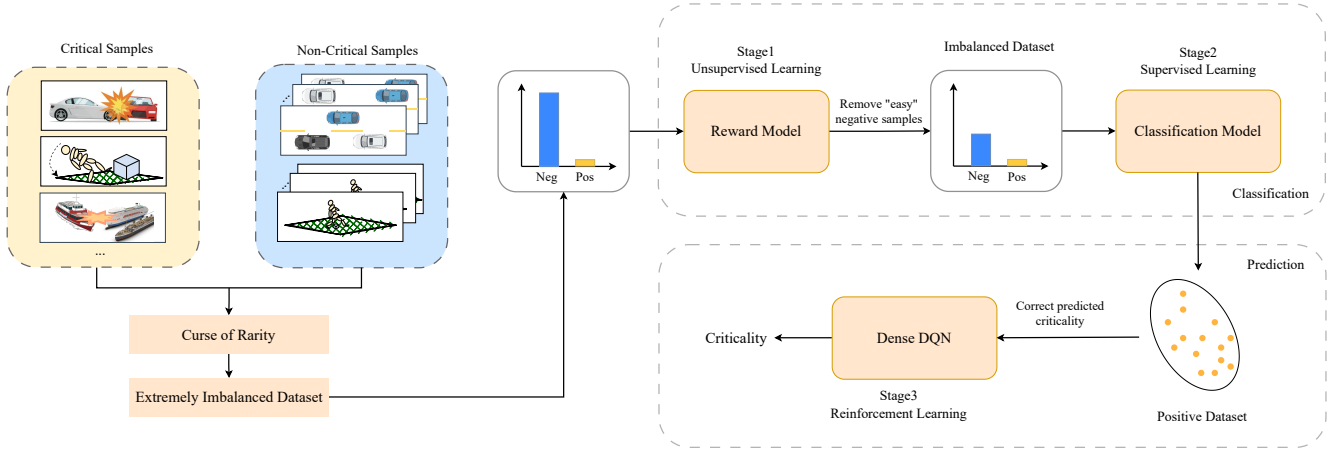 Critical Samples
...
Non-Critical Samples
Curse of Rarity
Extremely Imbalanced Dataset
Neg Pos
Stage1
Unsupervised Learning
Reward Model
Remove "easy"
negative samples
Imbalanced Dataset
Neg Pos
Stage2
Supervised Learning
Classification Model
Classification
Prediction
Positive Dataset
Correct predicted
criticality
Dense DQN
Stage3
Reinforcement Learning
Criticality